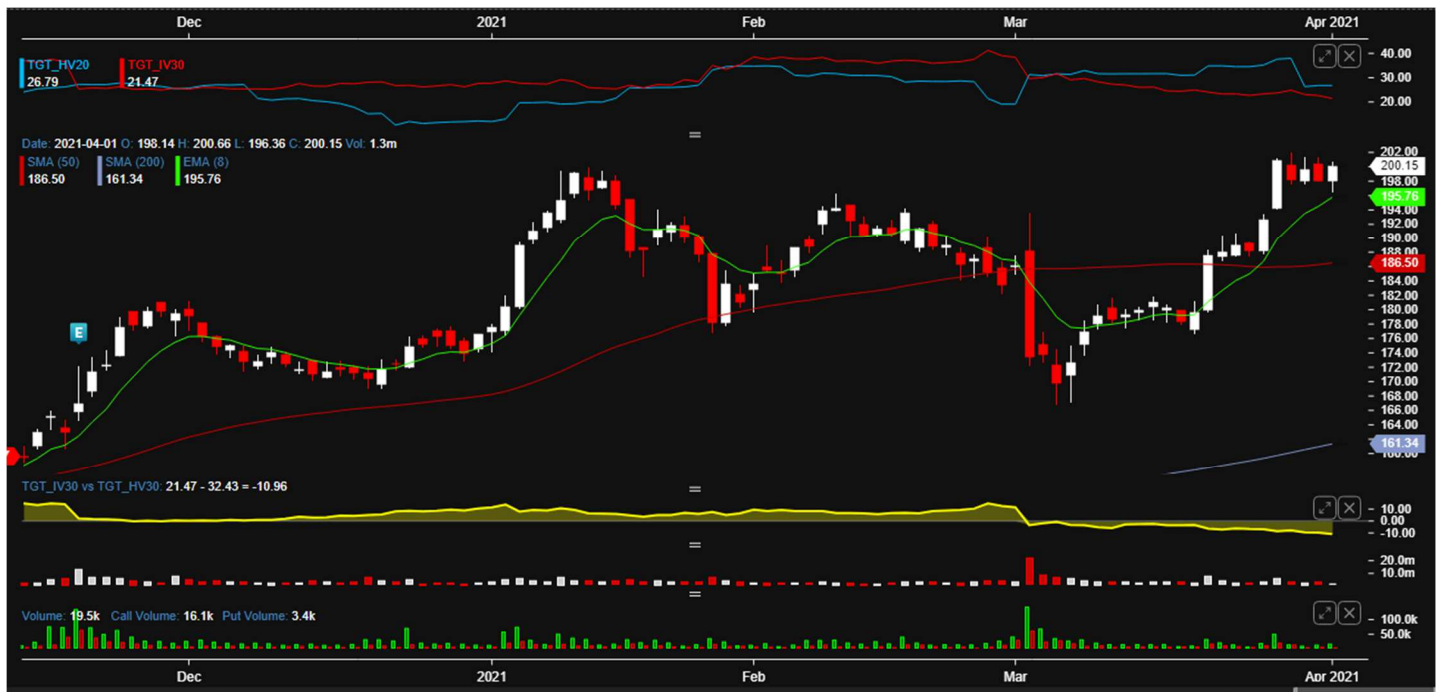 Dec 2021 Feb Mar Apr 2021
TGT_HV20 TGT_IV30
26.79 21.47
40.00
30.00
20.00
Date: 2021-04-01 O: 198.14 H: 200.66 L: 196.36 C: 200.15 Vol: 1.3m
SMA (50) SMA (200) EMA (8)
186.50 161.34 195.76
202.00
200.15
198.00
195.76
194.00
192.00
190.00
188.00
186.50
184.00
182.00
180.00
178.00
176.00
174.00
172.00
170.00
168.00
166.00
164.00
161.34
160.00
E
TGT_IV30 vs TGT_HV30: 21.47 - 32.43 = -10.96
10.00
0.00
-10.00
20.0m
10.0m
Volume: 19.5k Call Volume: 16.1k Put Volume: 3.4k
100.0k
50.0k
Dec 2021 Feb Mar Apr 2021